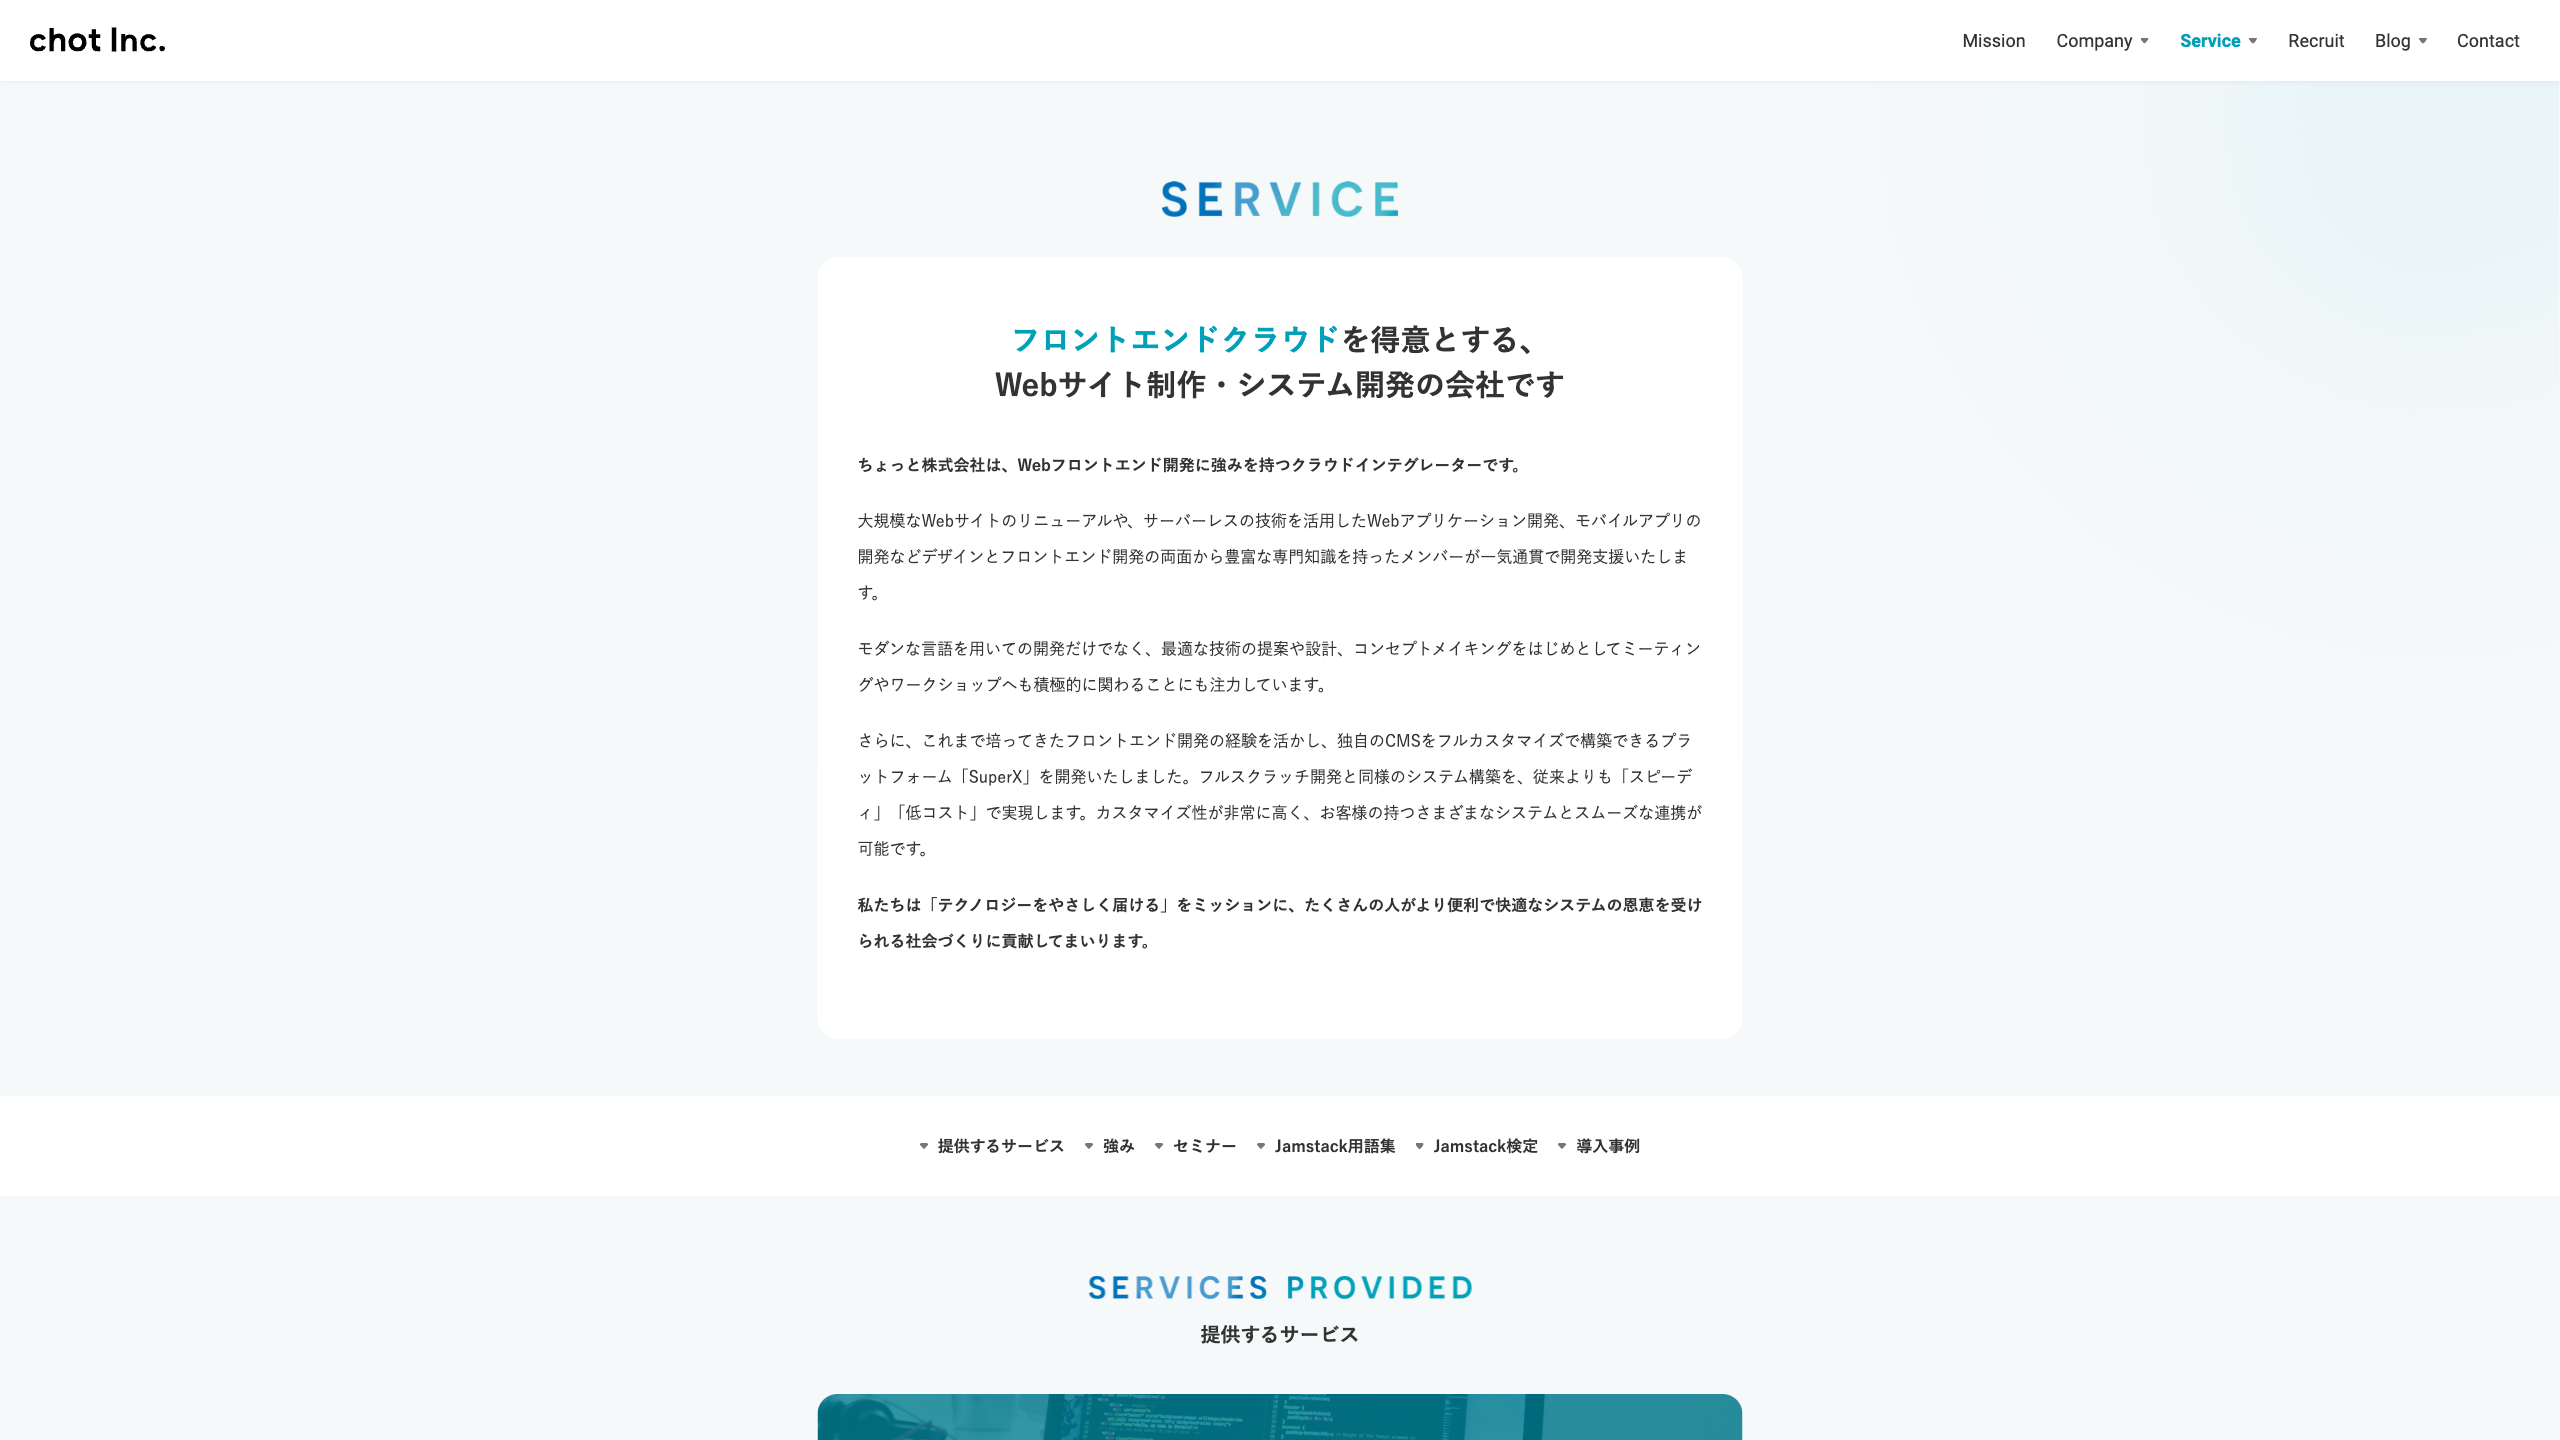 chot Inc.
Mission Company Service Recruit Blog Contact
SERVICE
フロントエンドクラウドを得意とする、
Webサイト制作・システム開発の会社です
ちょっと株式会社は、Webフロントエンド開発に強みを持つクラウドインテグレーターです。
大規模なWebサイトのリニューアルや、サーバーレスの技術を活用したWebアプリケーション開発、モバイルアプリの
開発などデザインとフロントエンド開発の両面から豊富な専門知識を持ったメンバーが一気通貫で開発支援いたしま
す。
モダンな言語を用いての開発だけでなく、最適な技術の提案や設計、コンセプトメイキングをはじめとしてミーティン
グやワークショップへも積極的に関わることにも注力しています。
さらに、これまで培ってきたフロントエンド開発の経験を活かし、独自のCMSをフルカスタマイズで構築できるプラ
ットフォーム「SuperX」を開発いたしました。フルスクラッチ開発と同様のシステム構築を、従来よりも「スピーデ
ィ」「低コスト」で実現します。カスタマイズ性が非常に高く、お客様の持つさまざまなシステムとスムーズな連携が
可能です。
私たちは「テクノロジーをやさしく届ける」をミッションに、たくさんの人がより便利で快適なシステムの恩恵を受け
られる社会づくりに貢献してまいります。
提供するサービス 強み セミナー Jamstack用語集 Jamstack検定 導入事例
SERVICES PROVIDED
提供するサービス